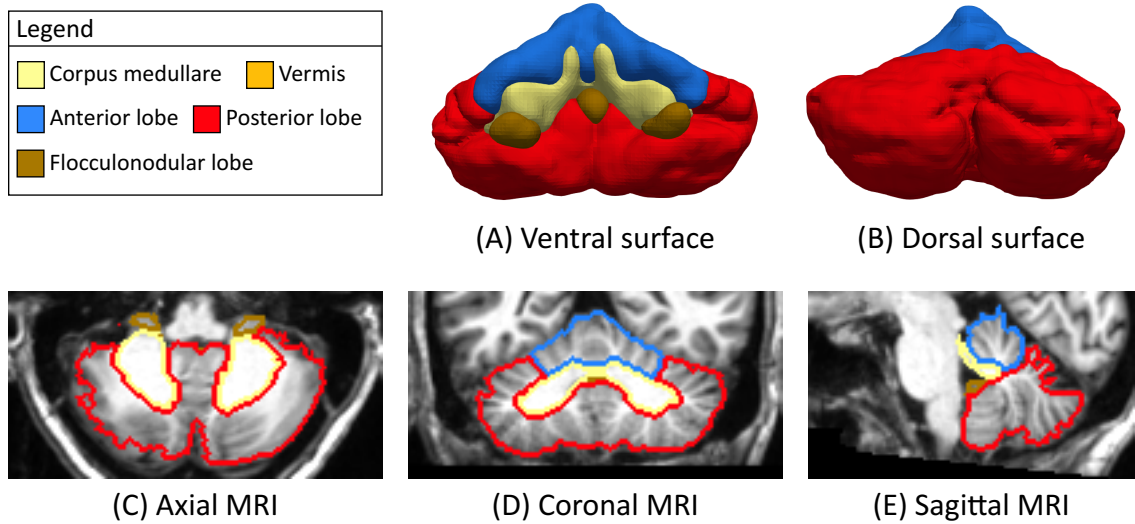 Legend
Corpus medullare Vermis
Anterior lobe Posterior lobe
Flocculonodular lobe
(A) Ventral surface
(B) Dorsal surface
(C) Axial MRI
(D) Coronal MRI
(E) Sagittal MRI